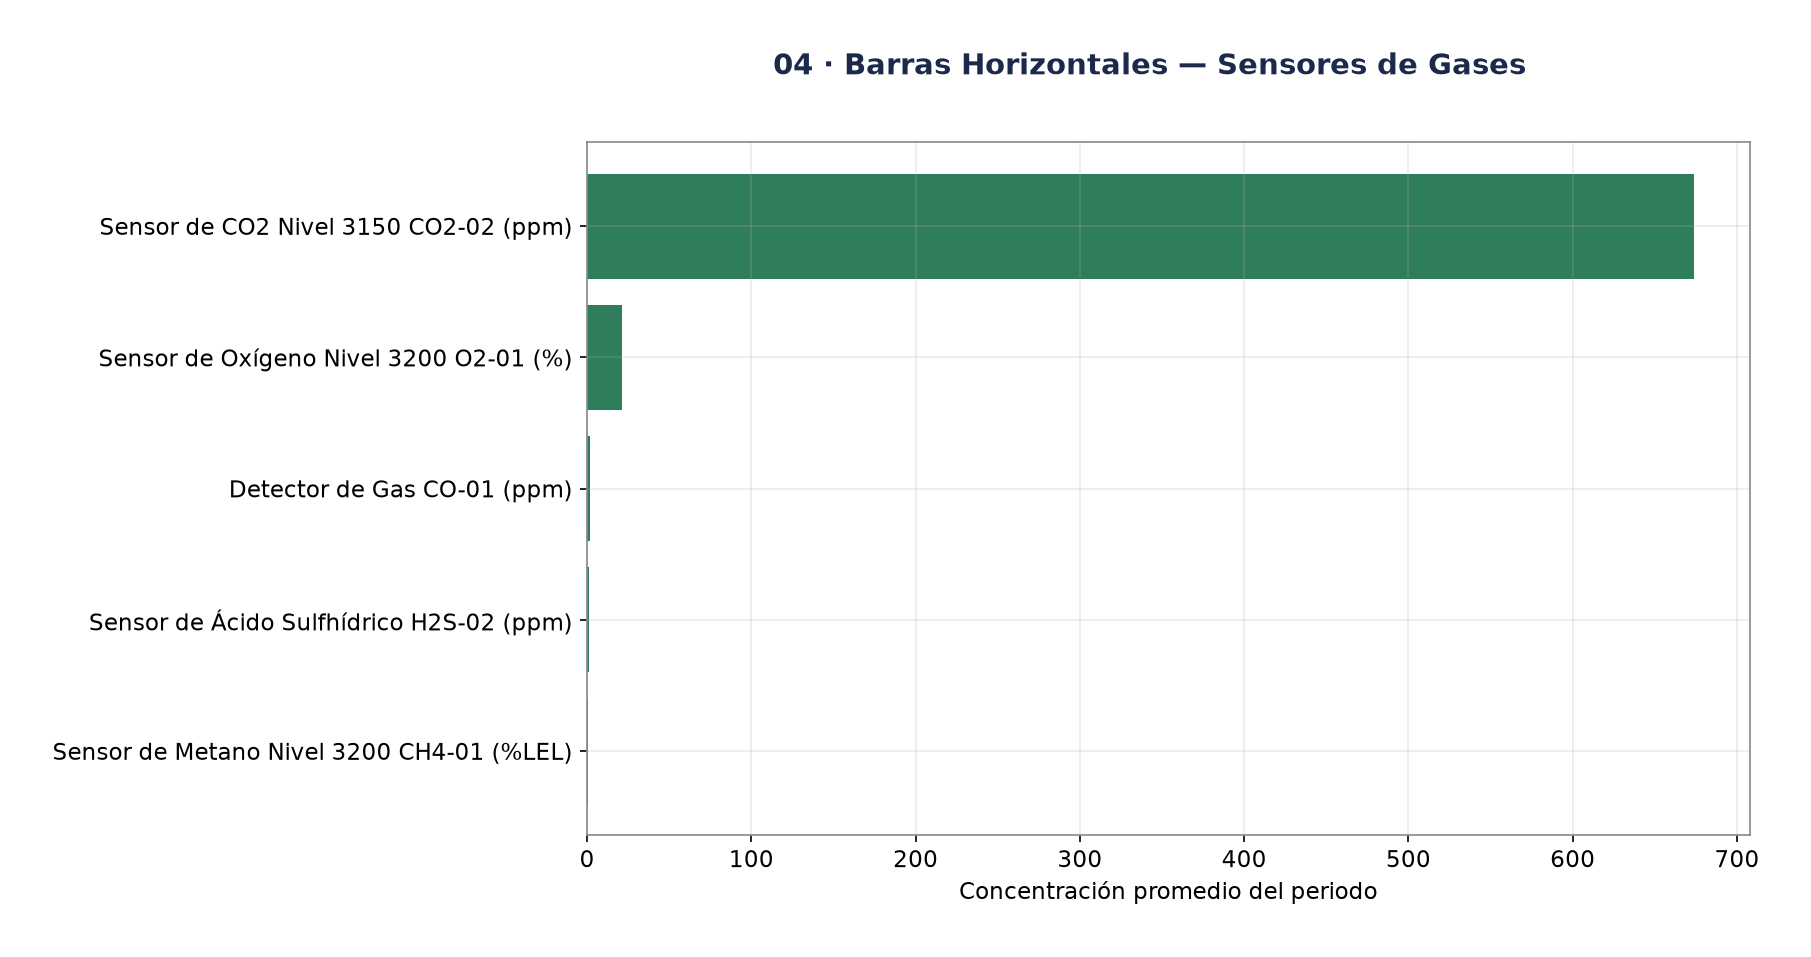 04 · Barras Horizontales — Sensores de Gases
Sensor de CO2 Nivel 3150 CO2-02 (ppm)
Sensor de Oxígeno Nivel 3200 O2-01 (%)
Detector de Gas CO-01 (ppm)
Sensor de Ácido Sulfhídrico H2S-02 (ppm)
Sensor de Metano Nivel 3200 CH4-01 (%LEL)
0 100 200 300 400 500 600 700
Concentración promedio del periodo